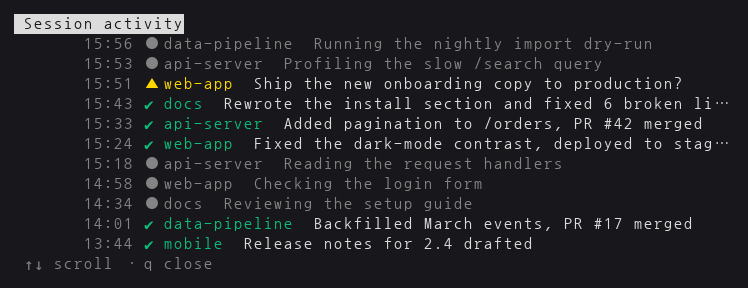 Session activity
15:56 ● data-pipeline Running the nightly import dry-run
15:53 ● api-server Profiling the slow /search query
15:51 ▲ web-app Ship the new onboarding copy to production?
15:43 ✔ docs Rewrote the install section and fixed 6 broken li…
15:33 ✔ api-server Added pagination to /orders, PR #42 merged
15:24 ✔ web-app Fixed the dark-mode contrast, deployed to stag…
15:18 ● api-server Reading the request handlers
14:58 ● web-app Checking the login form
14:34 ● docs Reviewing the setup guide
14:01 ✔ data-pipeline Backfilled March events, PR #17 merged
13:44 ✔ mobile Release notes for 2.4 drafted
↑↓ scroll · q close